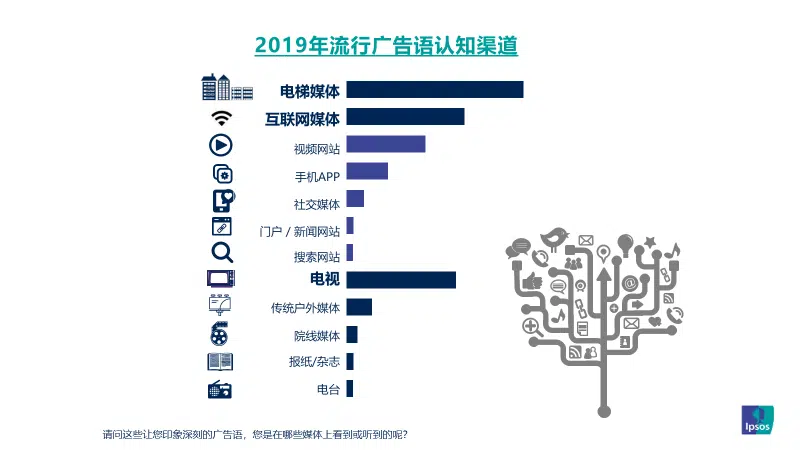 2019年流行广告语认知渠道
电梯媒体
互联网媒体
视频网站
手机APP
社交媒体
门户 / 新闻网站
搜索网站
电视
传统户外媒体
院线媒体
报纸/杂志
电台
请问这些让您印象深刻的广告语，您是在哪些媒体上看到或听到的呢?
Ipsos